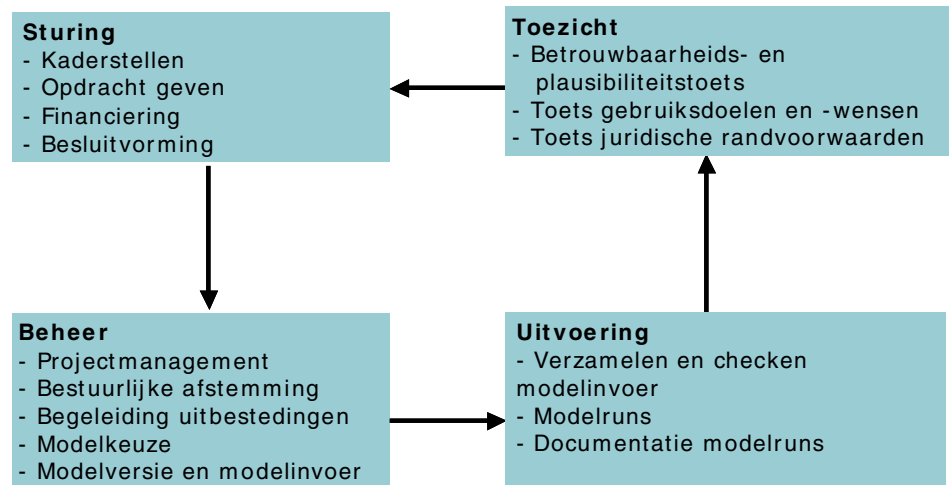 Sturing
- Kaderstellen
- Opdracht geven
- Financiering
- Besluitvorming
Toezicht
- Betrouwbaarheids- en
plausibiliteitstoets
- Toets gebruiksdoelen en -wensen
- Toets juridische randvoorwaarden
Beheer
- Projectmanagement
- Bestuurlijke afstemming
- Begeleiding uitbestedingen
- Modelkeuze
- Modelversie en modelinvoer
Uitvoering
- Verzamelen en checken
modelinvoer
- Modelruns
- Documentatie modelruns